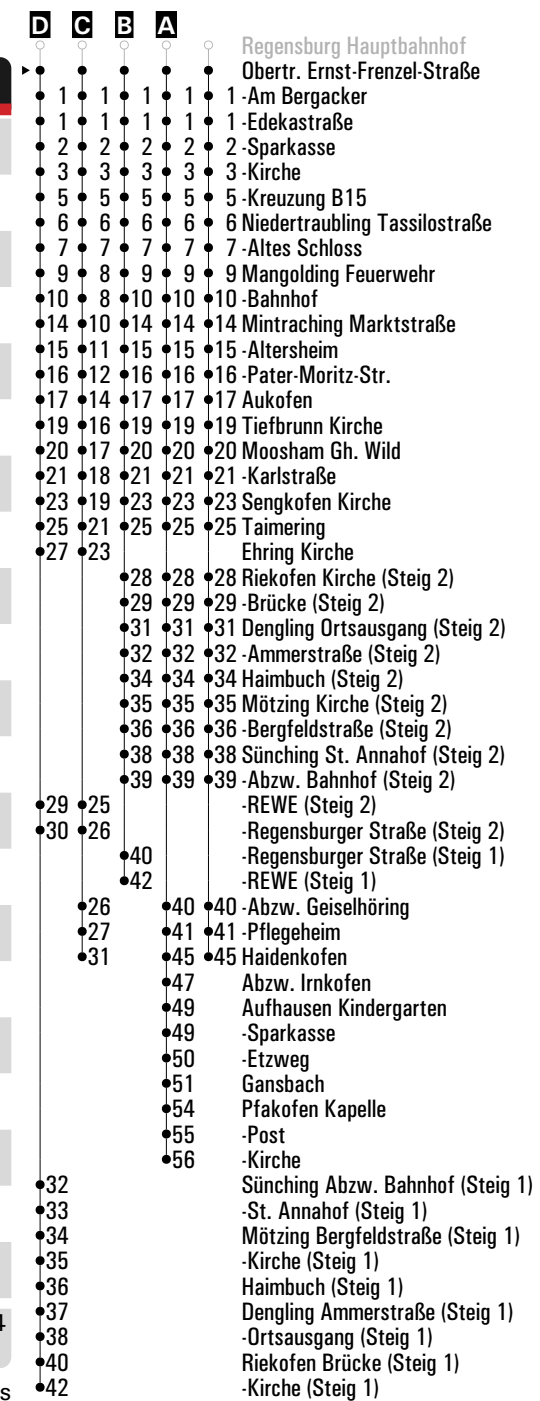 D C B A
Regensburg Hauptbahnhof
Obertr. Ernst-Frenzel-Straße
1 1 1 1 1 -Am Bergacker
1 1 1 1 1 -Edekastraße
2 2 2 2 2 -Sparkasse
3 3 3 3 3 -Kirche
5 5 5 5 5 -Kreuzung B15
6 6 6 6 6 Niedertraubling Tassilostraße
7 7 7 7 7 -Altes Schloss
9 8 9 9 9 Mangolding Feuerwehr
10 8 10 10 10 -Bahnhof
14 10 14 14 14 Mintraching Marktstraße
15 11 15 15 15 -Altersheim
16 12 16 16 16 -Pater-Moritz-Str.
17 14 17 17 17 Aukofen
19 16 19 19 19 Tiefbrunn Kirche
20 17 20 20 20 Moosham Gh. Wild
21 18 21 21 21 -Karlstraße
23 19 23 23 23 Sengkofen Kirche
25 21 25 25 25 Taimering
27 23 Ehring Kirche
28 28 28 Riekofen Kirche (Steig 2)
29 29 29 -Brücke (Steig 2)
31 31 31 Dengling Ortsausgang (Steig 2)
32 32 32 -Ammerstraße (Steig 2)
34 34 34 Haimbuch (Steig 2)
35 35 35 Mötzing Kirche (Steig 2)
36 36 36 -Bergfeldstraße (Steig 2)
38 38 38 Sünching St. Annahof (Steig 2)
39 39 39 -Abzw. Bahnhof (Steig 2)
29 25 -REWE (Steig 2)
30 26 -Regensburger Straße (Steig 2)
40 -Regensburger Straße (Steig 1)
42 -REWE (Steig 1)
26 40 40 -Abzw. Geiselhöring
27 41 41 -Pflegeheim
31 45 45 Haidenkofen
47 Abzw. Irnkofen
49 Aufhausen Kindergarten
49 -Sparkasse
50 -Etzweg
51 Gansbach
54 Pfakofen Kapelle
55 -Post
56 -Kirche
32 Sünching Abzw. Bahnhof (Steig 1)
33 -St. Annahof (Steig 1)
34 Mötzing Bergfeldstraße (Steig 1)
35 -Kirche (Steig 1)
36 Haimbuch (Steig 1)
37 Dengling Ammerstraße (Steig 1)
38 -Ortsausgang (Steig 1)
40 Riekofen Brücke (Steig 1)
42 -Kirche (Steig 1)